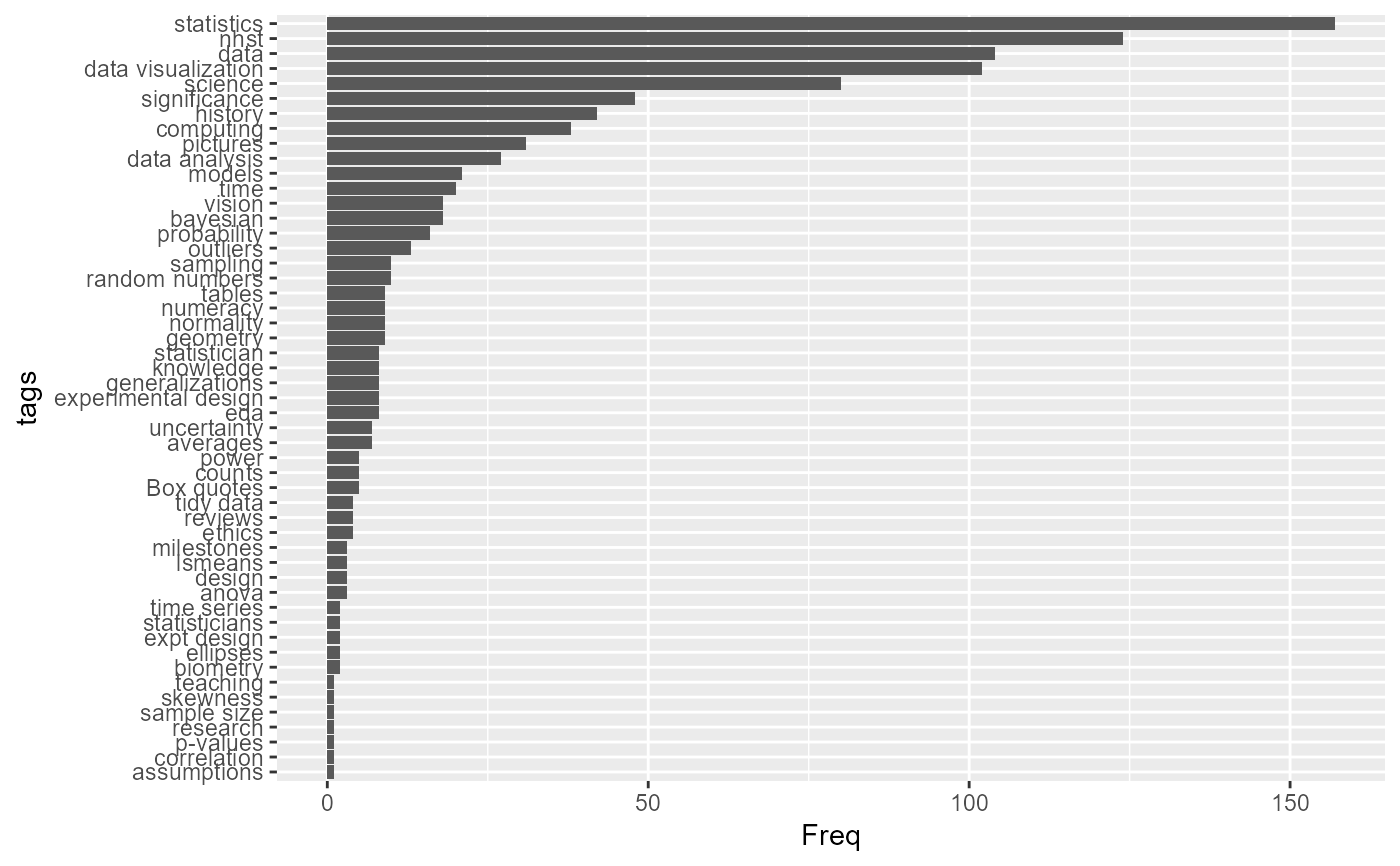 statistics
nhst
data
data visualization
science
significance
history
computing
pictures
data analysis
models
time
vision
bayesian
probability
outliers
sampling
random numbers
tables
numeracy
normality
geometry
statistician
knowledge
generalizations
experimental design
eda
uncertainty
averages
power
counts
Box quotes
tidy data
reviews
ethics
milestones
lsmeans
design
anova
time series
statisticians
expt design
ellipses
biometry
teaching
skewness
sample size
research
p-values
correlation
assumptions
tags
0 50 100 150
Freq